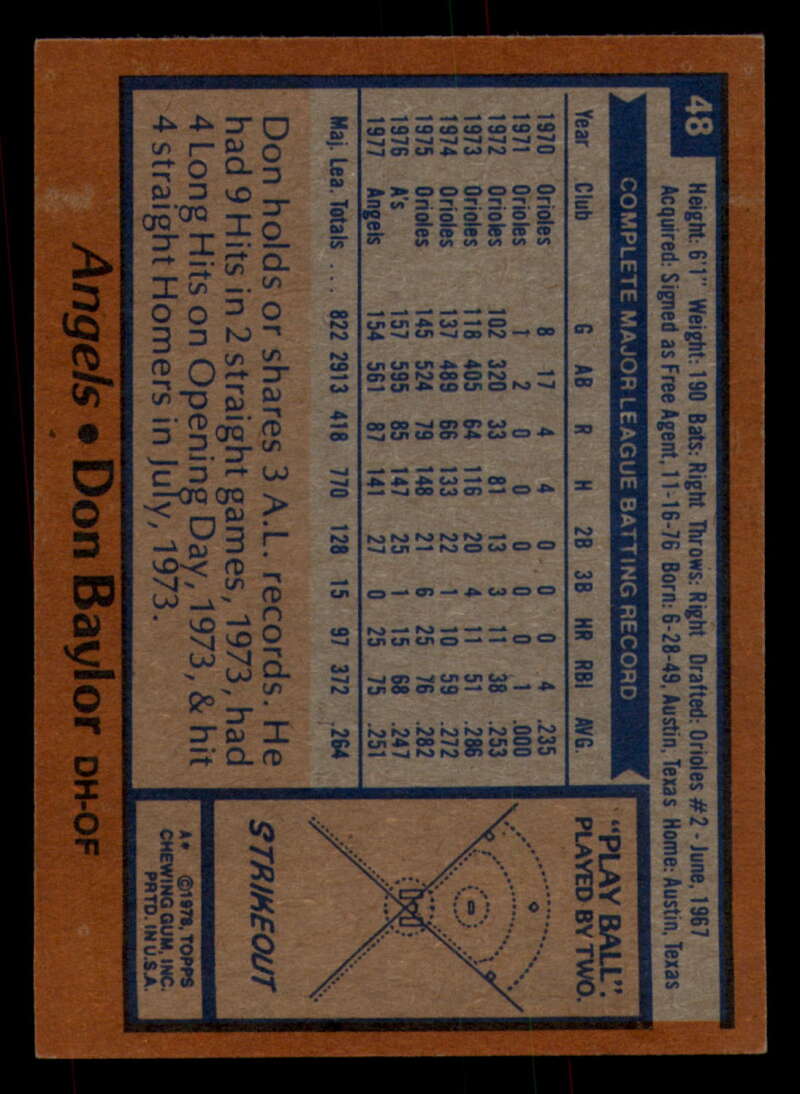 48
Height: 6'1" Weight: 190 Bats: Right Throws: Right Drafted: Orioles #2 - June, 1967
Acquired: Signed as Free Agent, 11-16-76 Born: 6-28-49, Austin, Texas Home: Austin, Texas
COMPLETE MAJOR LEAGUE BATTING RECORD
Year Club G AB R H 2B 3B HR RBI AVG.
1970 Orioles 8 17 4 4 0 0 0 4 .235
1971 Orioles 1 2 0 0 0 0 0 1 .000
1972 Orioles 102 320 33 81 13 3 11 38 .253
1973 Orioles 118 405 64 116 20 4 11 51 .286
1974 Orioles 137 489 66 133 22 1 10 59 .272
1975 Orioles 145 524 79 148 21 6 25 76 .282
1976 A's 157 595 85 147 25 1 15 68 .247
1977 Angels 154 561 87 141 27 0 25 75 .251
Maj. Lea. Totals .... 822 2913 418 770 128 15 97 372 .264
Don holds or shares 3 A.L. records. He
had 9 Hits in 2 straight games, 1973, had
4 Long Hits on Opening Day, 1973, & hit
4 straight Homers in July, 1973.
"PLAY BALL"
PLAYED BY TWO.
STRIKEOUT
A* ©1978, TOPPS
CHEWING GUM, INC.
PRTD. IN U.S.A.
Angels • Don Baylor DH-OF